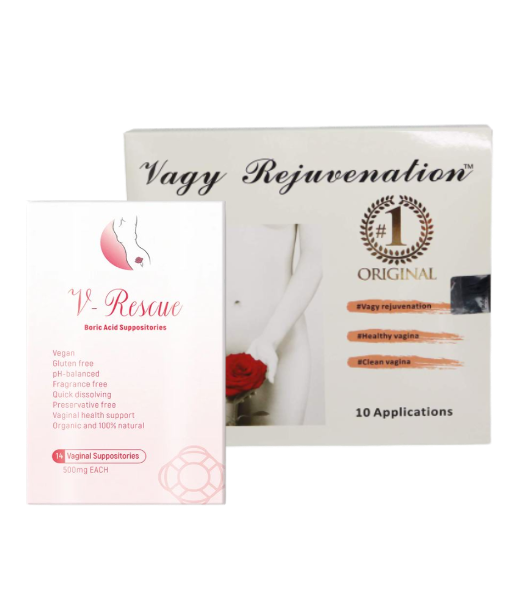 Vagy Rejuvenation™
#1
ORIGINAL
#Vagy rejuvenation
#Healthy vagina
#Clean vagina
10 Applications
V- Rescue
Boric Acid Suppositories
Vegan
Gluten free
pH-balanced
Fragrance free
Quick dissolving
Preservative free
Vaginal health support
Organic and 100% natural
14 Vaginal Suppositories
500mg EACH